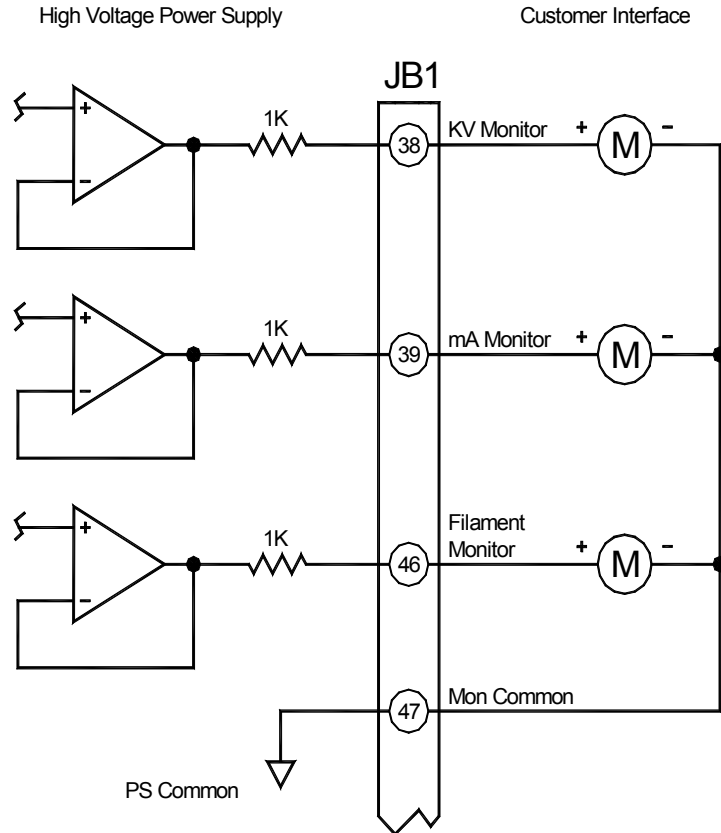 High Voltage Power Supply
Customer Interface
JB1
+
-
1K
38
KV Monitor
+
M
-
+
-
1K
39
mA Monitor
+
M
-
+
-
1K
46
Filament
Monitor
+
M
-
47
Mon Common
PS Common